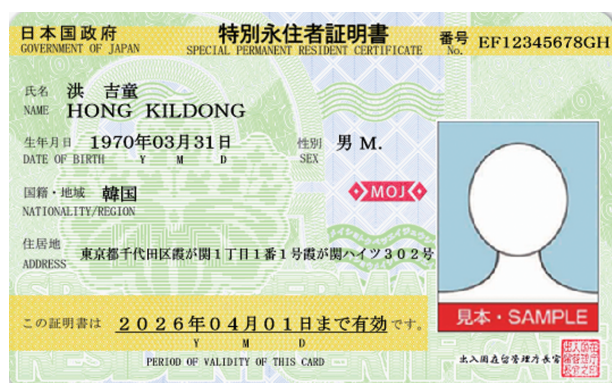 日本国政府 特別永住者証明書 番号 EF12345678GH
GOVERNMENT OF JAPAN SPECIAL PERMANENT RESIDENT CERTIFICATE No.
氏名 洪 吉童
NAME HONG KILDONG
生年月日 1970年03月31日 性別 男 M.
DATE OF BIRTH Y M D SEX
国籍・地域 韓国
NATIONALITY/REGION
MOJ
住居地 東京都千代田区霞が関1丁目1番1号霞が関ハイツ302号
ADDRESS
見本・SAMPLE
この証明書は 2026年04月01日まで有効です。
Y M D
PERIOD OF VALIDITY OF THIS CARD
出入国在留管理庁長官